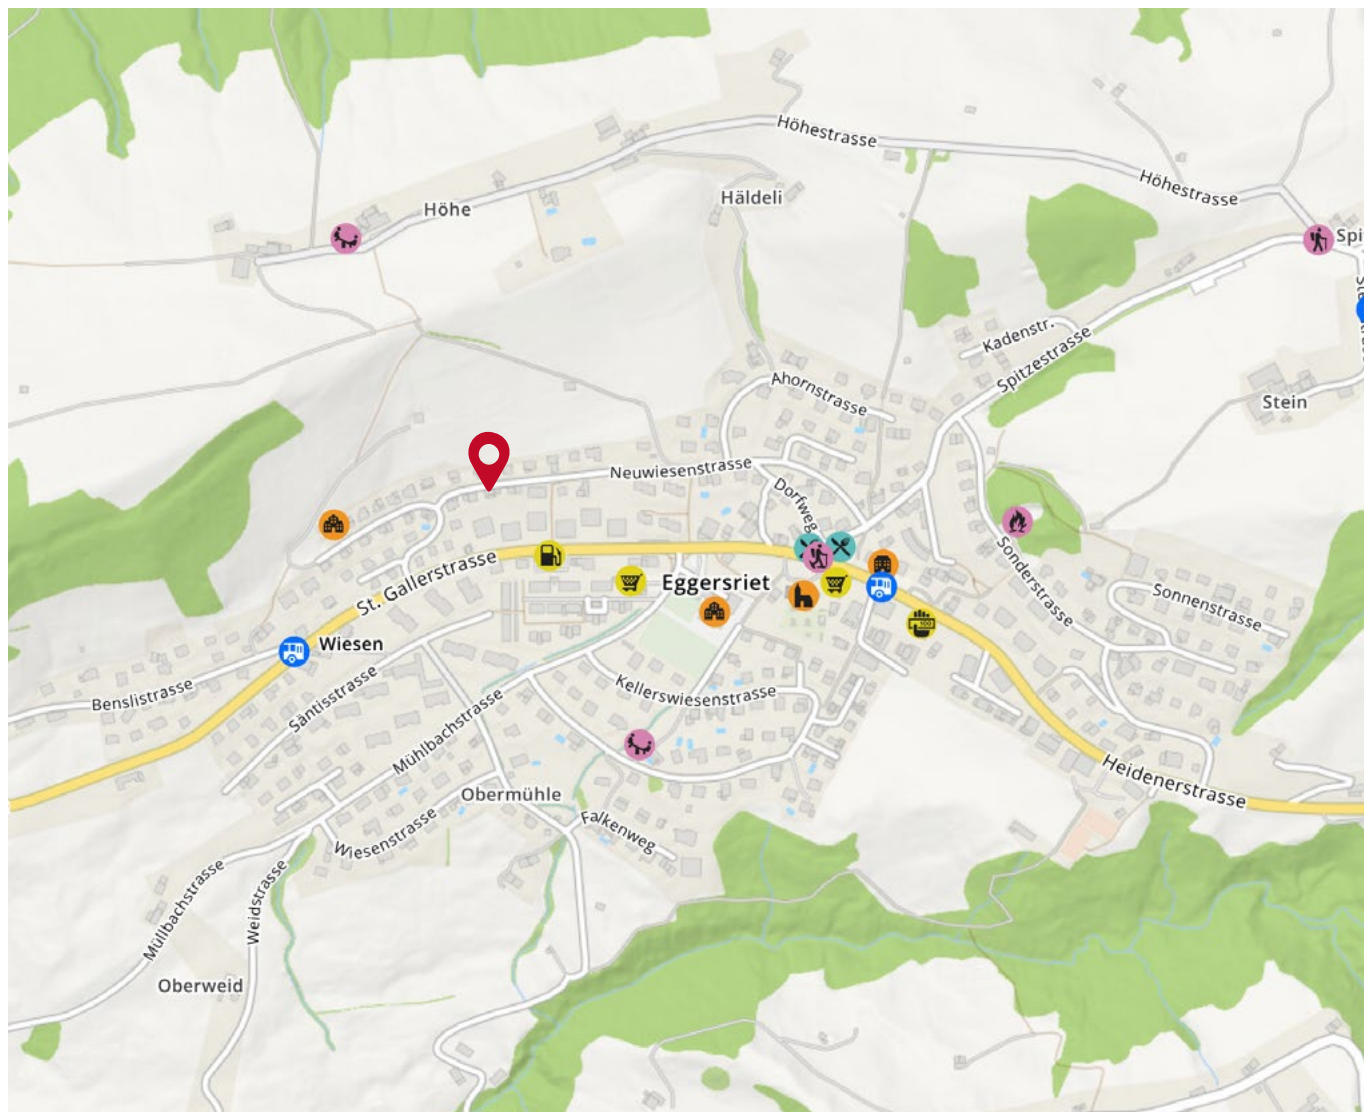 Höhestrasse
Höhestrasse
Häldeli
Höhe
Spi
Kadenstr.
Spitzestrasse
Ahornstrasse
Stein
Neuwiesenstrasse
Dorfweg
St. Gallerstrasse
Eggersriet
Sonderstrasse
Sonnenstrasse
Wiesen
Benslistrasse
Säntisstrasse
Kellerswiesenstrasse
Mühlbachstrasse
Obermühle
Heidenerstrasse
Falkenweg
Wiesenstrasse
Müllbachstrasse
Weidstrasse
Oberweid
100